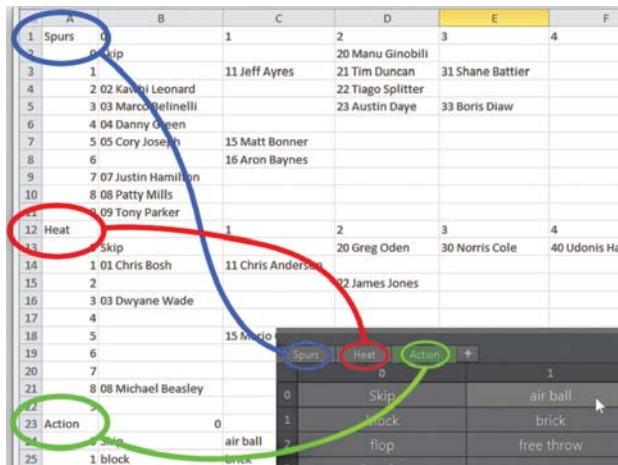 A B C D E F
1 Spurs 0 1 2 3 4
2 0 Skip 20 Manu Ginobili
3 1 11 Jeff Ayres 21 Tim Duncan 31 Shane Battier
4 2 02 Kawhi Leonard 22 Tiago Splitter
5 3 03 Marco Belinelli 23 Austin Daye 33 Boris Diaw
6 4 04 Danny Green
7 5 05 Cory Joseph 15 Matt Bonner
8 6 16 Aron Baynes
9 7 07 Justin Hamilton
10 8 08 Patty Mills
11 9 09 Tony Parker
12 Heat 1 2 3 4
13 Skip 20 Greg Oden 30 Norris Cole 40 Udonis Ha
14 1 01 Chris Bosh 11 Chris Anderson
15 2 22 James Jones
16 3 03 Dwyane Wade
17 4
18 5 15 Mario
19 6
20 7
21 8 08 Michael Beasley
22 9
23 Action 0
24 0 Skip air ball
25 1 block brick
Spurs Heat Action +
0 1
0 Skip air ball
1 block brick
2 flop free throw